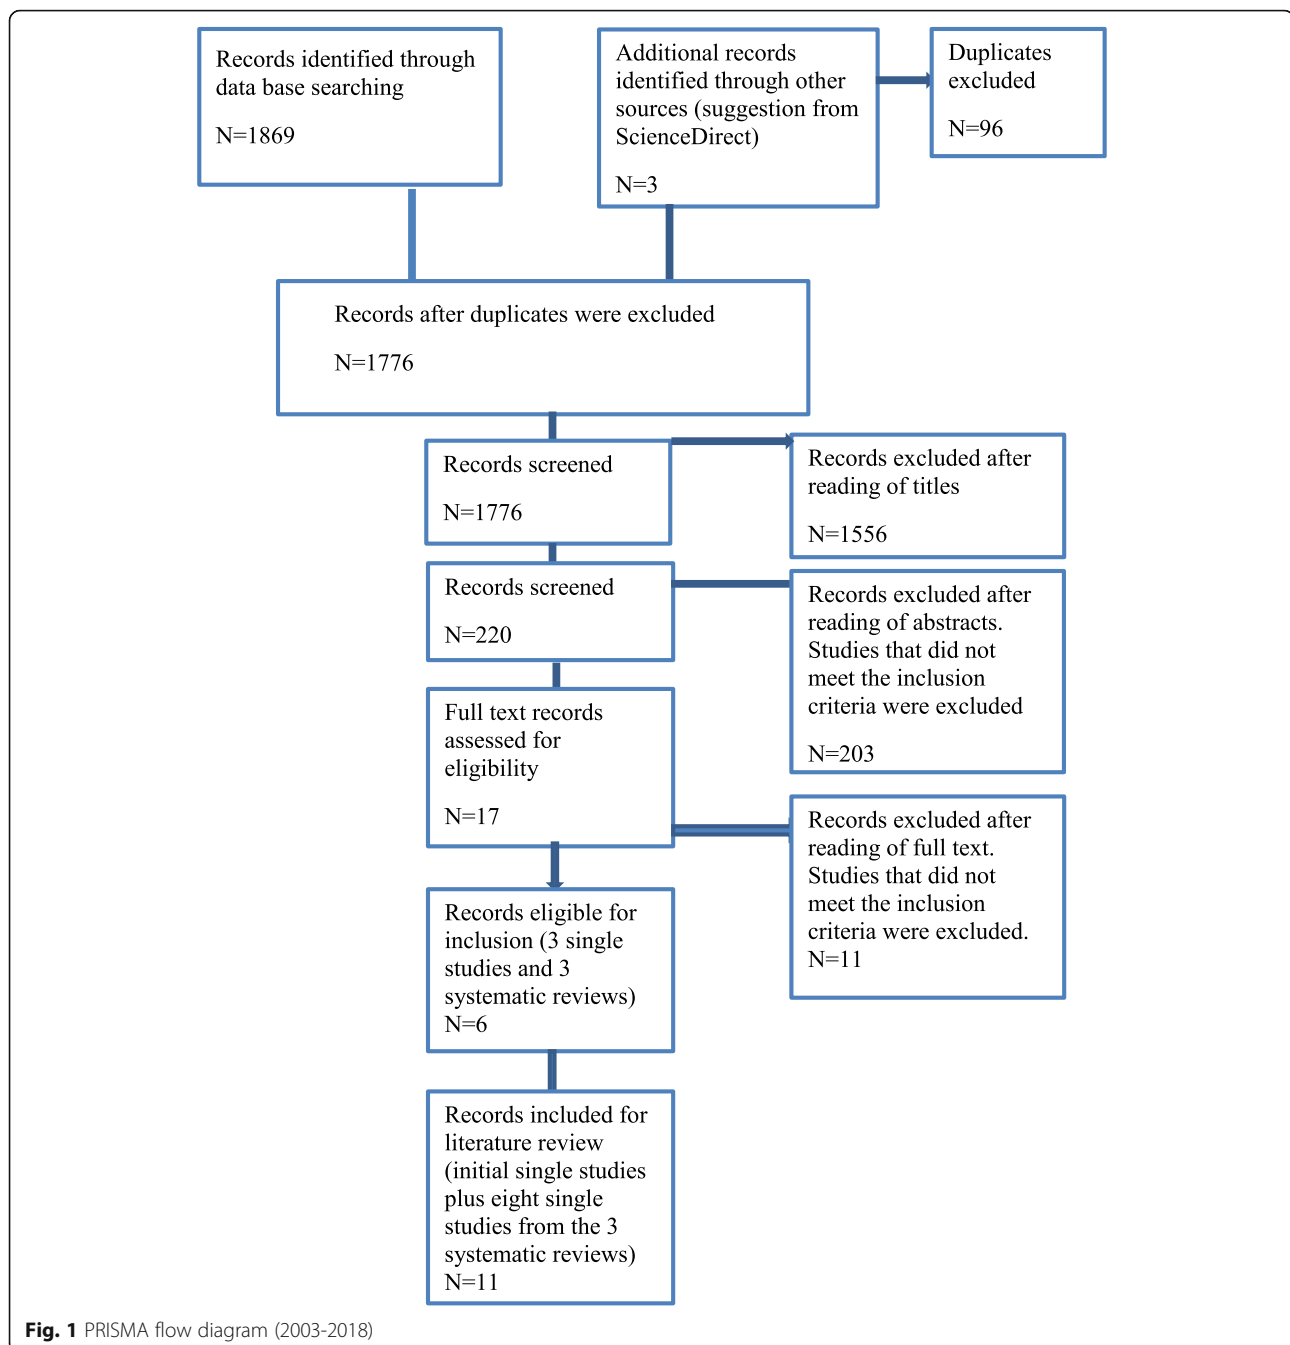 Records identified through
data base searching
N=1869
Additional records
identified through other
sources (suggestion from
ScienceDirect)
N=3
Duplicates
excluded
N=96
Records after duplicates were excluded
N=1776
Records screened
N=1776
Records excluded after
reading of titles
N=1556
Records screened
N=220
Records excluded after
reading of abstracts.
Studies that did not
meet the inclusion
criteria were excluded
N=203
Full text records
assessed for
eligibility
N=17
Records excluded after
reading of full text.
Studies that did not
meet the inclusion
criteria were excluded.
N=11
Records eligible for
inclusion (3 single
studies and 3
systematic reviews)
N=6
Records included for
literature review
(initial single studies
plus eight single
studies from the 3
systematic reviews)
N=11
Fig. 1 PRISMA flow diagram (2003-2018)